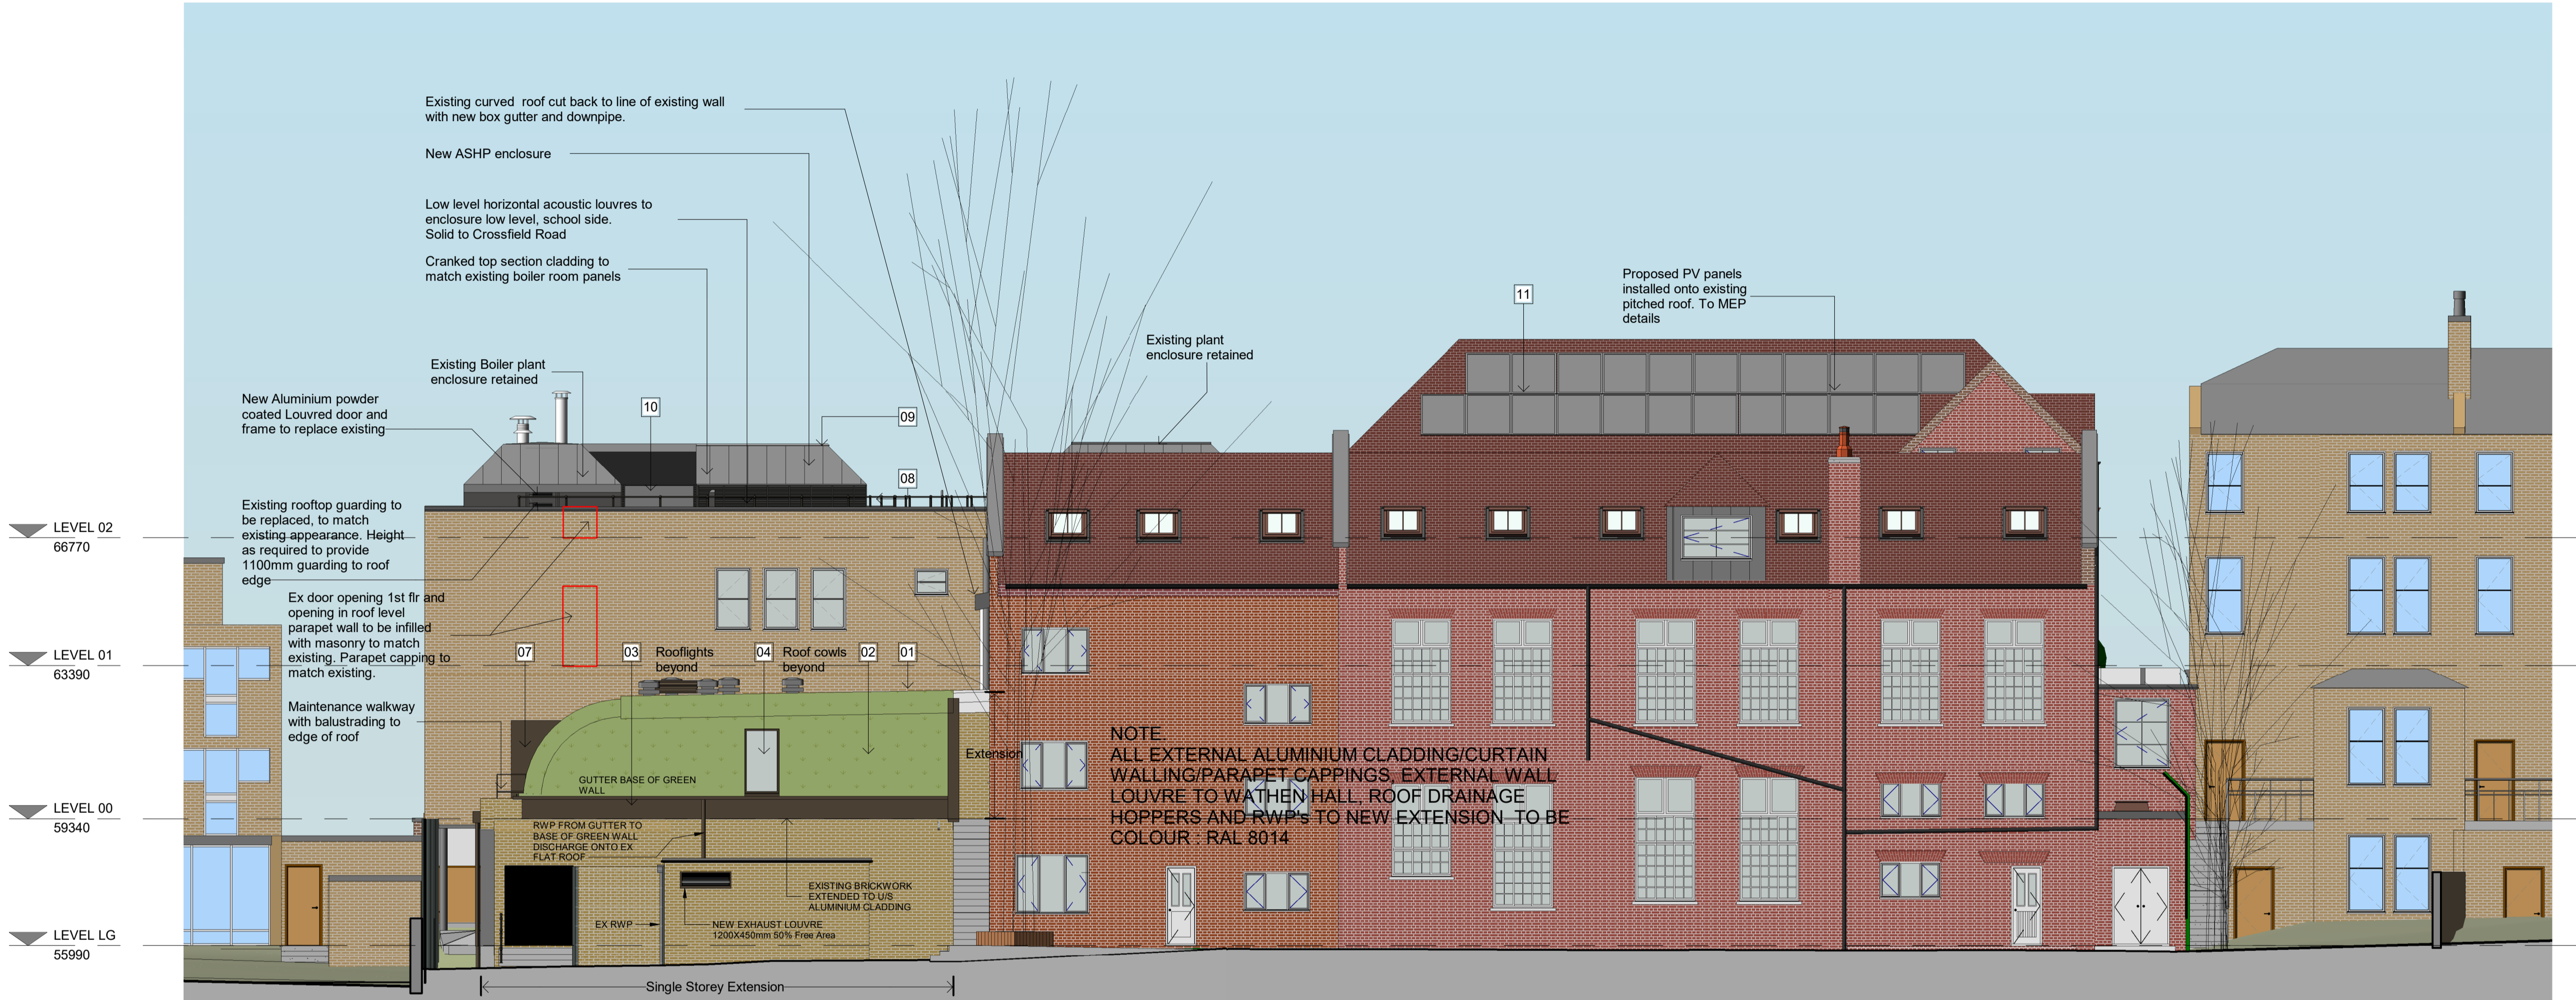 Existing curved roof cut back to line of existing wall
with new box gutter and downpipe.
New ASHP enclosure
Low level horizontal acoustic louvres to
enclosure low level, school side.
Solid to Crossfield Road
Cranked top section cladding to
match existing boiler room panels
11
Proposed PV panels
installed onto existing
pitched roof. To MEP
details
Existing plant
enclosure retained
Existing Boiler plant
enclosure retained
New Aluminium powder
coated Louvred door and
frame to replace existing
10
09
08
Existing rooftop guarding to
be replaced, to match
existing appearance. Height
as required to provide
1100mm guarding to roof
edge
LEVEL 02
66770
Ex door opening 1st flr and
opening in roof level
parapet wall to be infilled
with masonry to match
existing. Parapet capping to
match existing.
LEVEL 01
63390
07
03
Rooflights
beyond
04
Roof cowls
beyond
02
01
Maintenance walkway
with balustrading to
edge of roof
Extension
GUTTER BASE OF GREEN
WALL
NOTE.
ALL EXTERNAL ALUMINIUM CLADDING/CURTAIN
WALLING/PARAPET CAPPINGS, EXTERNAL WALL
LOUVRE TO WATHEN HALL, ROOF DRAINAGE
HOPPERS AND RWP's TO NEW EXTENSION TO BE
COLOUR : RAL 8014
LEVEL 00
59340
RWP FROM GUTTER TO
BASE OF GREEN WALL
DISCHARGE ONTO EX
FLAT ROOF
EXISTING BRICKWORK
EXTENDED TO U/S
ALUMINIUM CLADDING
EX RWP
NEW EXHAUST LOUVRE
1200X450mm 50% Free Area
LEVEL LG
55990
Single Storey Extension